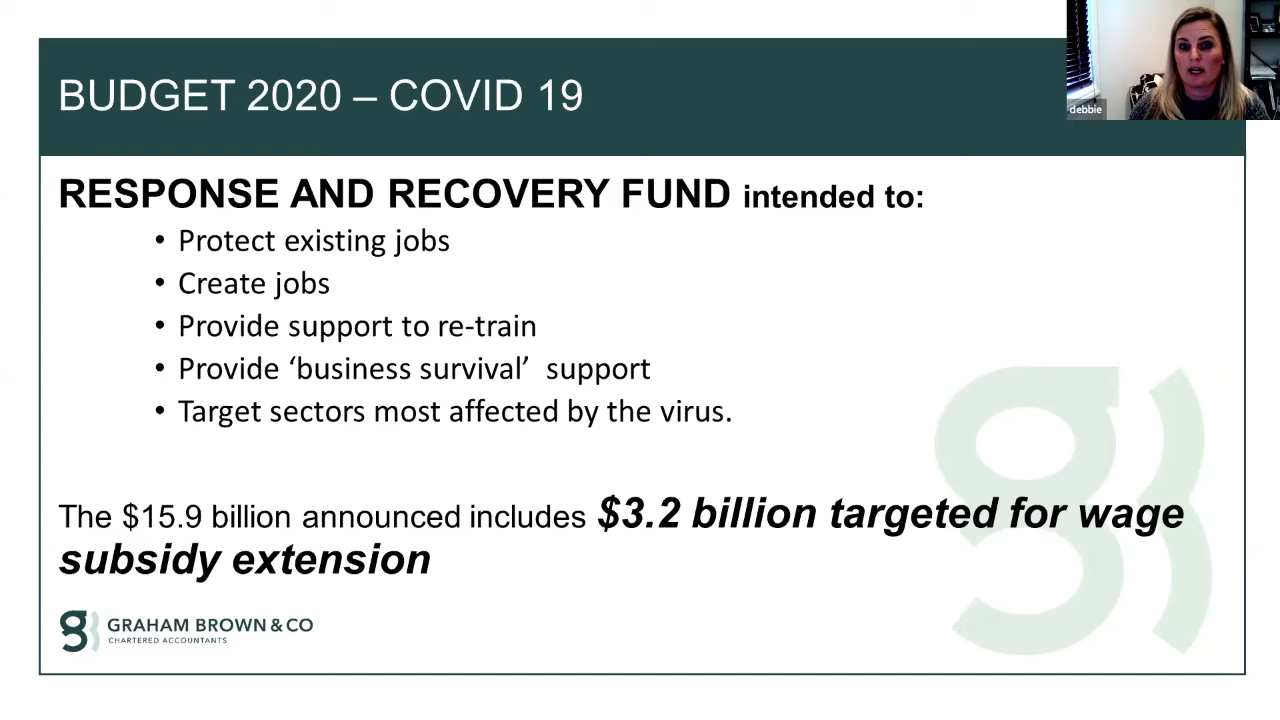 BUDGET 2020 – COVID 19
debbie
RESPONSE AND RECOVERY FUND intended to:
• Protect existing jobs
• Create jobs
• Provide support to re-train
• Provide ‘business survival’  support
• Target sectors most affected by the virus.
The $15.9 billion announced includes $3.2 billion targeted for wage
subsidy extension
GRAHAM BROWN & CO
CHARTERED ACCOUNTANTS